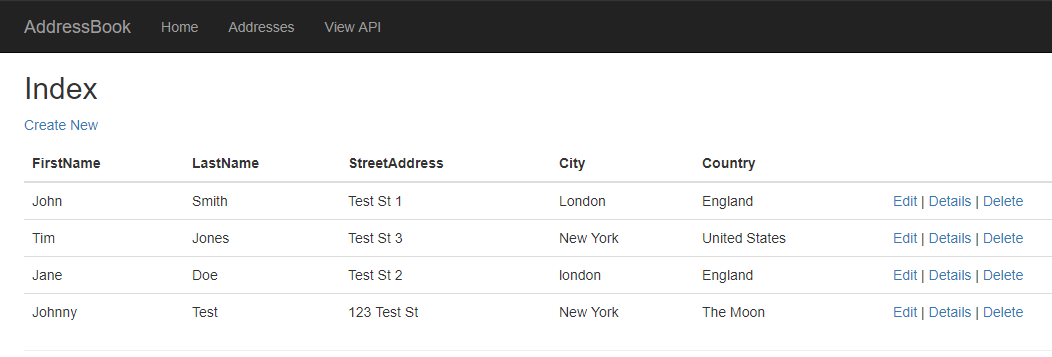 AddressBook Home Addresses View API
Index
Create New
FirstName LastName StreetAddress City Country
John Smith Test St 1 London England Edit | Details | Delete
Tim Jones Test St 3 New York United States Edit | Details | Delete
Jane Doe Test St 2 london England Edit | Details | Delete
Johnny Test 123 Test St New York The Moon Edit | Details | Delete